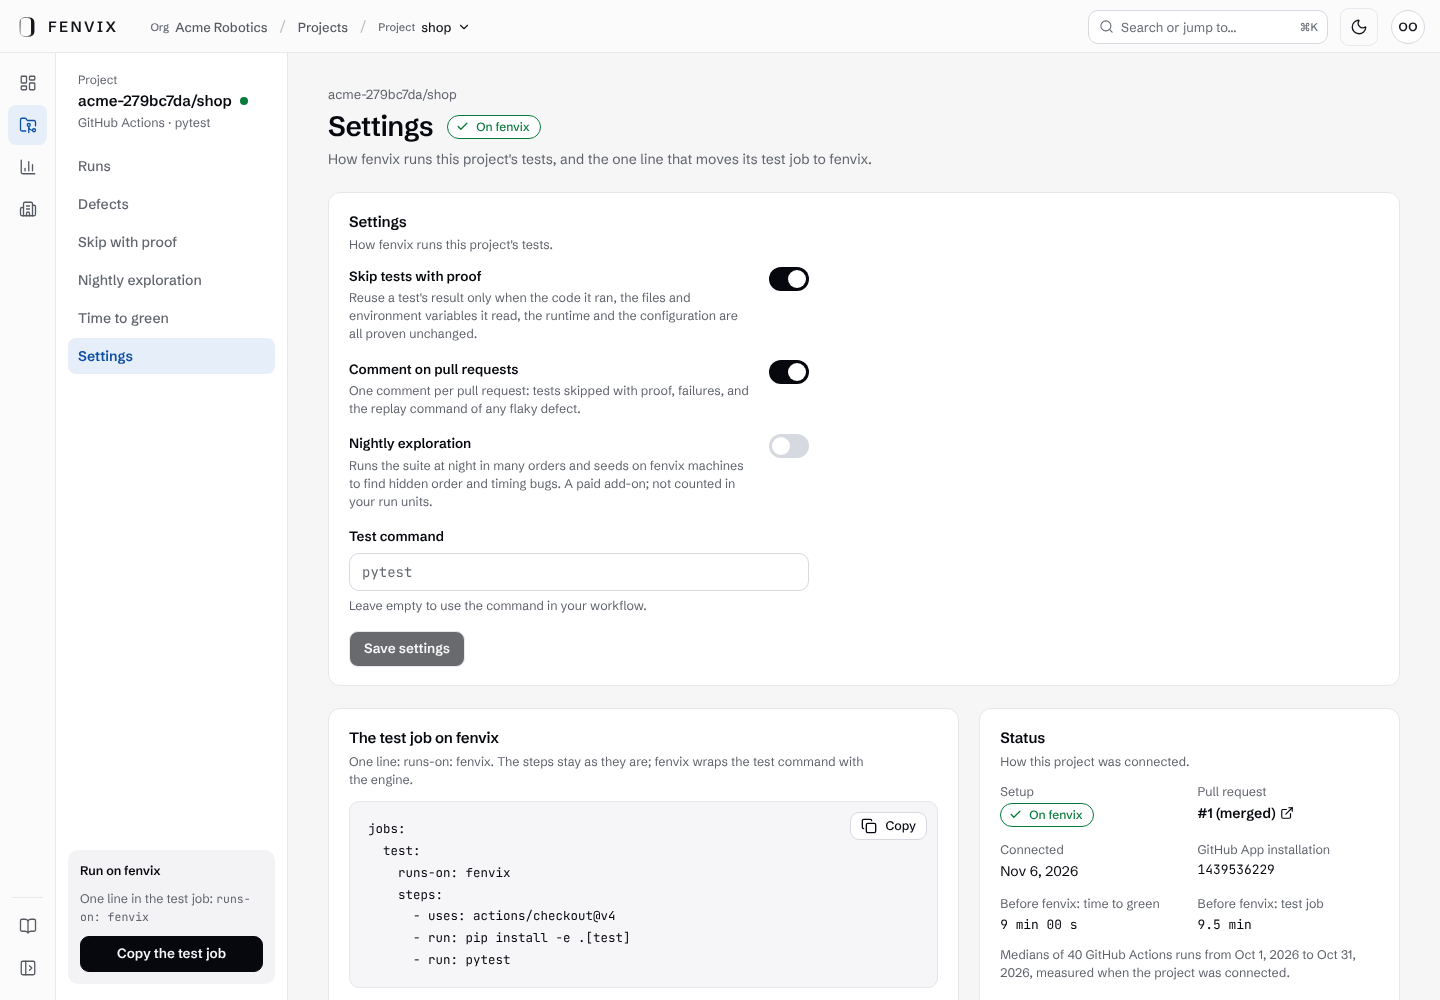 FENVIX
Org Acme Robotics / Projects / Project shop
Search or jump to... ⌘K
OO
Project
acme-279bc7da/shop
GitHub Actions · pytest
Runs
Defects
Skip with proof
Nightly exploration
Time to green
Settings
Run on fenvix
One line in the test job: runs-
on: fenvix
Copy the test job
acme-279bc7da/shop
Settings
On fenvix
How fenvix runs this project's tests, and the one line that moves its test job to fenvix.
Settings
How fenvix runs this project's tests.
Skip tests with proof
Reuse a test's result only when the code it ran, the files and
environment variables it read, the runtime and the configuration are
all proven unchanged.
Comment on pull requests
One comment per pull request: tests skipped with proof, failures, and
the replay command of any flaky defect.
Nightly exploration
Runs the suite at night in many orders and seeds on fenvix machines
to find hidden order and timing bugs. A paid add-on; not counted in
your run units.
Test command
pytest
Leave empty to use the command in your workflow.
Save settings
The test job on fenvix
One line: runs-on: fenvix. The steps stay as they are; fenvix wraps the test command with
the engine.
Copy
jobs:
  test:
    runs-on: fenvix
    steps:
      - uses: actions/checkout@v4
      - run: pip install -e .[test]
      - run: pytest
Status
How this project was connected.
Setup
On fenvix
Pull request
#1 (merged)
Connected
Nov 6, 2026
GitHub App installation
1439536229
Before fenvix: time to green
9 min 00 s
Before fenvix: test job
9.5 min
Medians of 40 GitHub Actions runs from Oct 1, 2026 to Oct 31,
2026, measured when the project was connected.